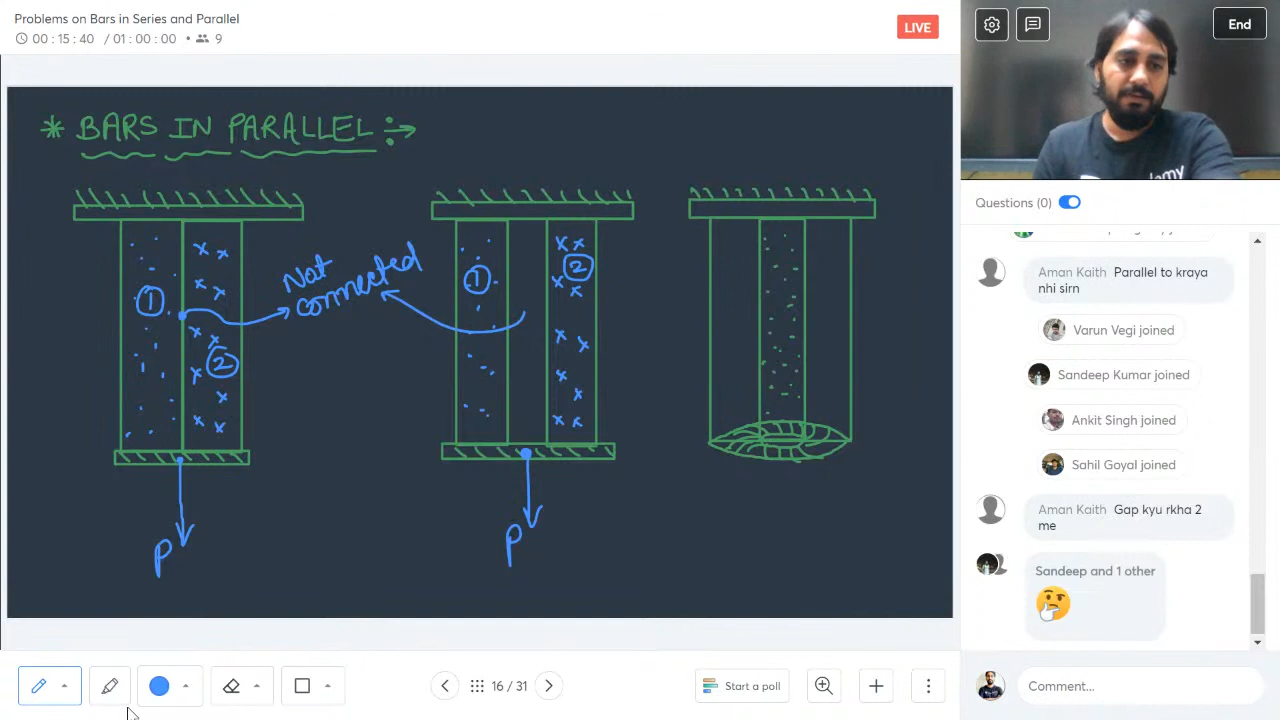 Problems on Bars in Series and Parallel
00 : 15 : 40 / 01 : 00 : 00 • 9
LIVE
End
* BARS IN PARALLEL ÷→
Not
connected
1
2
1
2
P
P
Questions (0)
Aman Kaith Parallel to kraya
nhi sirn
Varun Vegi joined
Sandeep Kumar joined
Ankit Singh joined
Sahil Goyal joined
Aman Kaith Gap kyu rkha 2
me
Sandeep and 1 other
16 / 31
Start a poll
Comment…